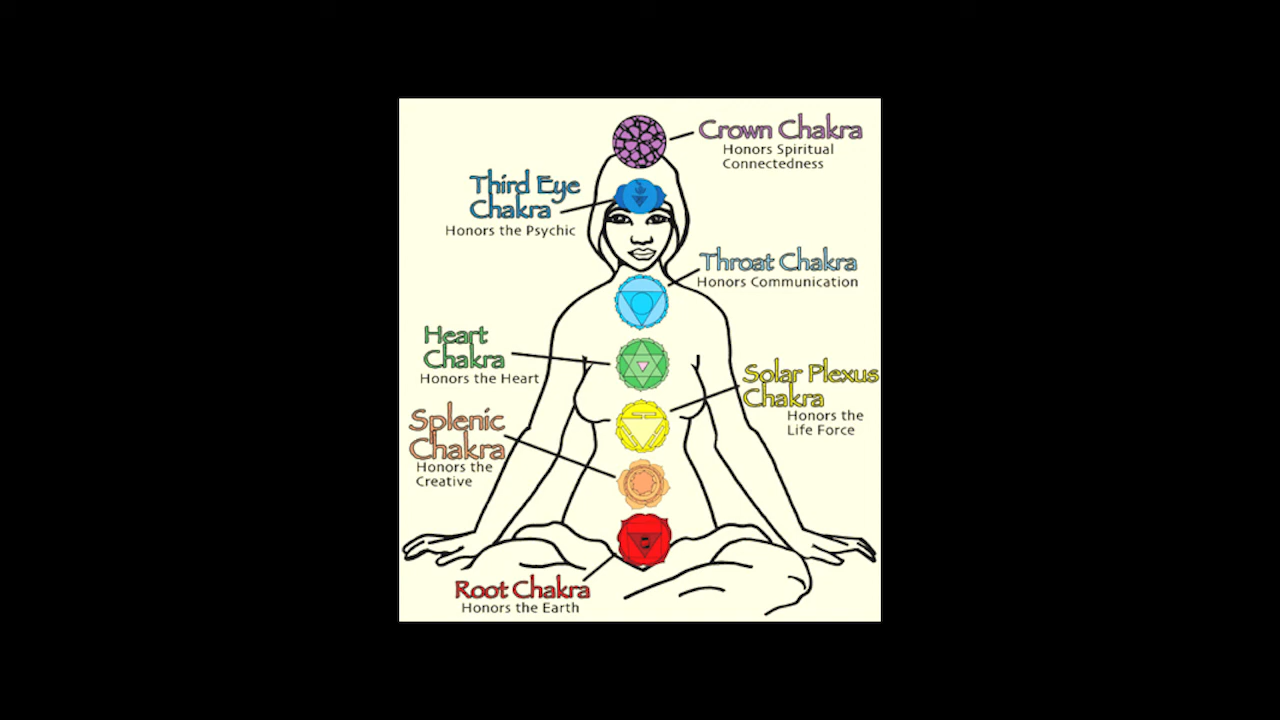 Crown Chakra
Honors Spiritual
Connectedness
Third Eye
Chakra
Honors the Psychic
Throat Chakra
Honors Communication
Heart
Chakra
Honors the Heart
Solar Plexus
Chakra
Honors the
Life Force
Splenic
Chakra
Honors the
Creative
Root Chakra
Honors the Earth